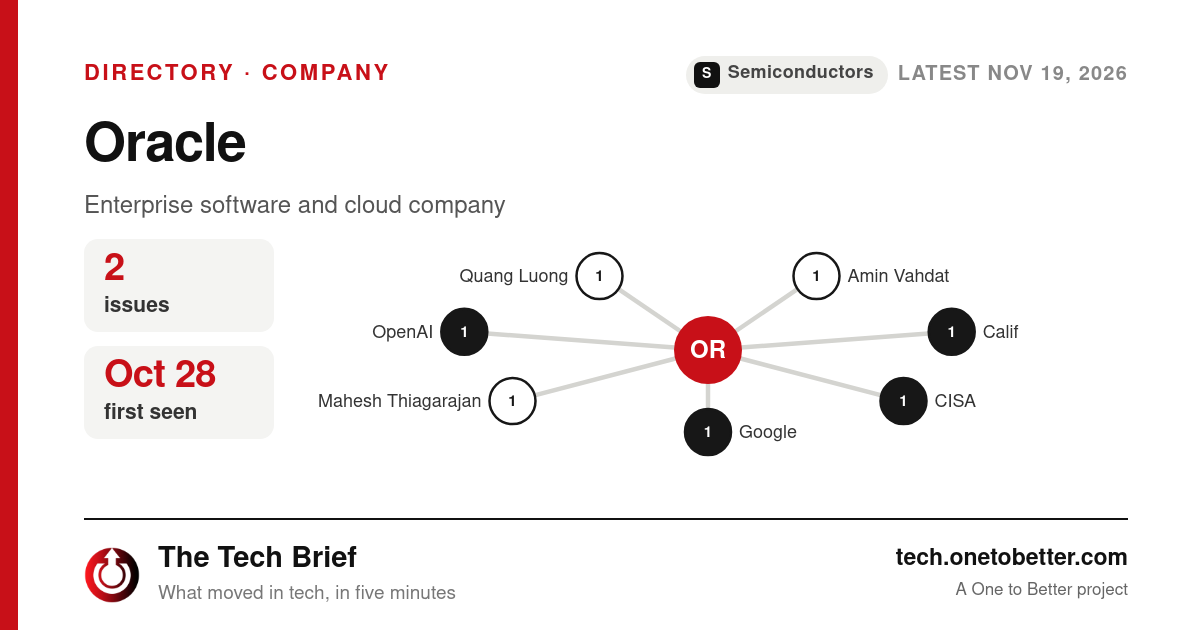 DIRECTORY · COMPANY
S Semiconductors LATEST NOV 19, 2026
Oracle
Enterprise software and cloud company
2
issues
Oct 28
first seen
Quang Luong 1
1 Amin Vahdat
OpenAI 1
1 Calif
OR
Mahesh Thiagarajan 1
1 CISA
1 Google
The Tech Brief
What moved in tech, in five minutes
tech.onetobetter.com
A One to Better project